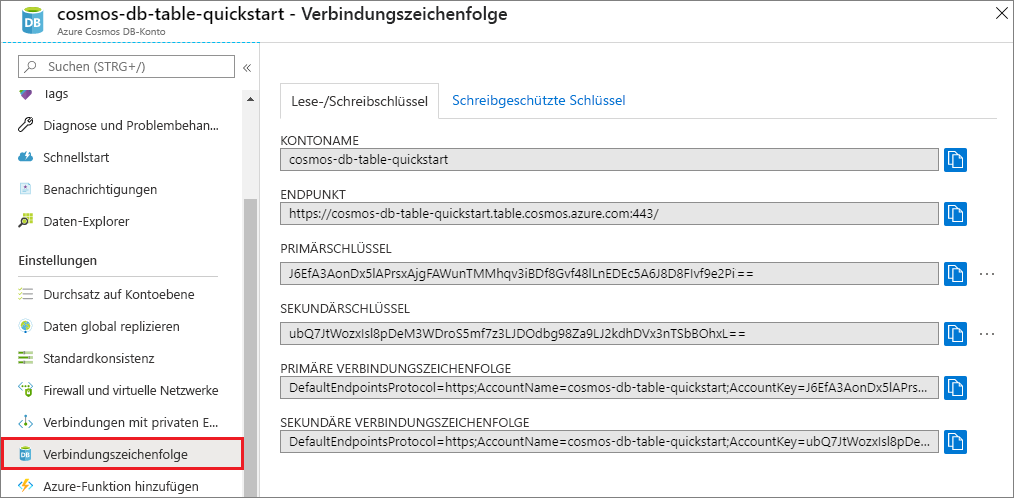 cosmos-db-table-quickstart - Verbindungszeichenfolge
Azure Cosmos DB-Konto
Suchen (STRG+/)
Tags
Diagnose und Problembehan...
Schnellstart
Benachrichtigungen
Daten-Explorer
Einstellungen
Durchsatz auf Kontoebene
Daten global replizieren
Standardkonsistenz
Firewall und virtuelle Netzwerke
Verbindungen mit privaten E...
Verbindungszeichenfolge
Azure-Funktion hinzufügen
Lese-/Schreibschlüssel
Schreibgeschützte Schlüssel
KONTONAME
cosmos-db-table-quickstart
ENDPUNKT
https://cosmos-db-table-quickstart.table.cosmos.azure.com:443/
PRIMÄRSCHLÜSSEL
J6EfA3AonDx5lAPrsxAjgFAWunTMMhqv3iBDf8Gvf48lLnEDEc5A6J8D8FIvf9e2Pi==
SEKUNDÄRSCHLÜSSEL
ubQ7JtWozxIsl8pDeM3WDroS5mf7z3LJDOdbg98Za9LJ2kdhDVx3nTSbBOhxL==
PRIMÄRE VERBINDUNGSZEICHENFOLGE
DefaultEndpointsProtocol=https;AccountName=cosmos-db-table-quickstart;AccountKey=J6EfA3AonDx5lAPrs...
SEKUNDÄRE VERBINDUNGSZEICHENFOLGE
DefaultEndpointsProtocol=https;AccountName=cosmos-db-table-quickstart;AccountKey=ubQ7JtWozxIsl8pDe...